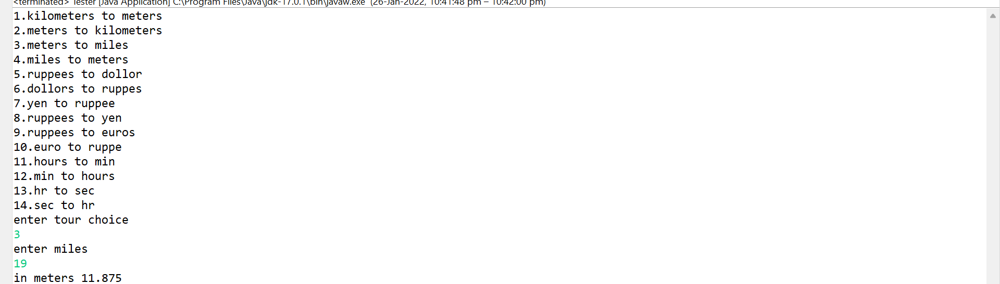 <terminated> Tester [Java Application] C:\Program Files\Java\jdk-17.0.1\bin\javaw.exe (26-Jan-2022, 10:41:48 pm – 10:42:00 pm)
1.kilometers to meters
2.meters to kilometers
3.meters to miles
4.miles to meters
5.ruppees to dollor
6.dollors to ruppes
7.yen to ruppee
8.ruppees to yen
9.ruppees to euros
10.euro to ruppe
11.hours to min
12.min to hours
13.hr to sec
14.sec to hr
enter tour choice
3
enter miles
19
in meters 11.875